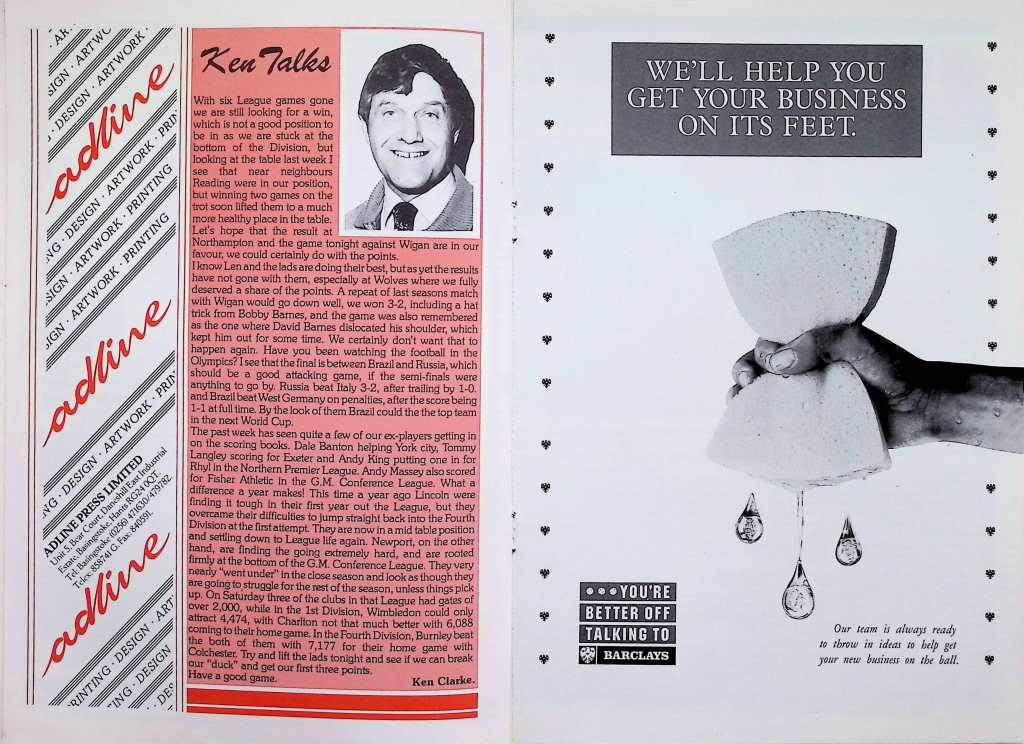 adline
DESIGN · ARTWORK · PRINTING
adline
DESIGN · ARTWORK · PRINTING
ADLINE PRESS LIMITED
Unit 5, Boar Court, Daneshill East Industrial
Estate, Basingstoke, Hants RG24 0QT.
Tel. Basingstoke (0256) 471630/479782.
Telex: 858741 G. Fax: 840591.
adline
Ken Talks
With six League games gone
we are still looking for a win,
which is not a good position to
be in as we are stuck at the
bottom of the Division, but
looking at the table last week I
see that near neighbours
Reading were in our position,
but winning two games on the
trot soon lifted them to a much
more healthy place in the table.
Let's hope that the result at
Northampton and the game tonight against Wigan are in our
favour, we could certainly do with the points.
I know Len and the lads are doing their best, but as yet the results
have not gone with them, especially at Wolves where we fully
deserved a share of the points. A repeat of last seasons match
with Wigan would go down well, we won 3-2, including a hat
trick from Bobby Barnes, and the game was also remembered
as the one where David Barnes dislocated his shoulder, which
kept him out for some time. We certainly don't want that to
happen again. Have you been watching the football in the
Olympics? I see that the final is between Brazil and Russia, which
should be a good attacking game, if the semi-finals were
anything to go by. Russia beat Italy 3-2, after trailing by 1-0.
and Brazil beat West Germany on penalties, after the score being
1-1 at full time. By the look of them Brazil could the the top team
in the next World Cup.
The past week has seen quite a few of our ex-players getting in
on the scoring books. Dale Banton helping York city, Tommy
Langley scoring for Exeter and Andy King putting one in for
Rhyl in the Northern Premier League. Andy Massey also scored
for Fisher Athletic in the G.M. Conference League. What a
difference a year makes! This time a year ago Lincoln were
finding it tough in their first year out the League, but they
overcame their difficulties to jump straight back into the Fourth
Division at the first attempt. They are now in a mid table position
and settling down to League life again. Newport, on the other
hand, are finding the going extremely hard, and are rooted
firmly at the bottom of the G.M. Conference League. They very
nearly "went under" in the close season and look as though they
are going to struggle for the rest of the season, unless things pick
up. On Saturday three of the clubs in that League had gates of
over 2,000, while in the 1st Division, Wimbledon could only
attract 4,474, with Charlton not that much better with 6,088
coming to their home game. In the Fourth Division, Burnley beat
the both of them with 7,177 for their home game with
Colchester. Try and lift the lads tonight and see if we can break
our "duck" and get our first three points.
Have a good game.
Ken Clarke.
WE'LL HELP YOU
GET YOUR BUSINESS
ON ITS FEET.
YOU'RE
BETTER OFF
TALKING TO
BARCLAYS
Our team is always ready
to throw in ideas to help get
your new business on the ball.